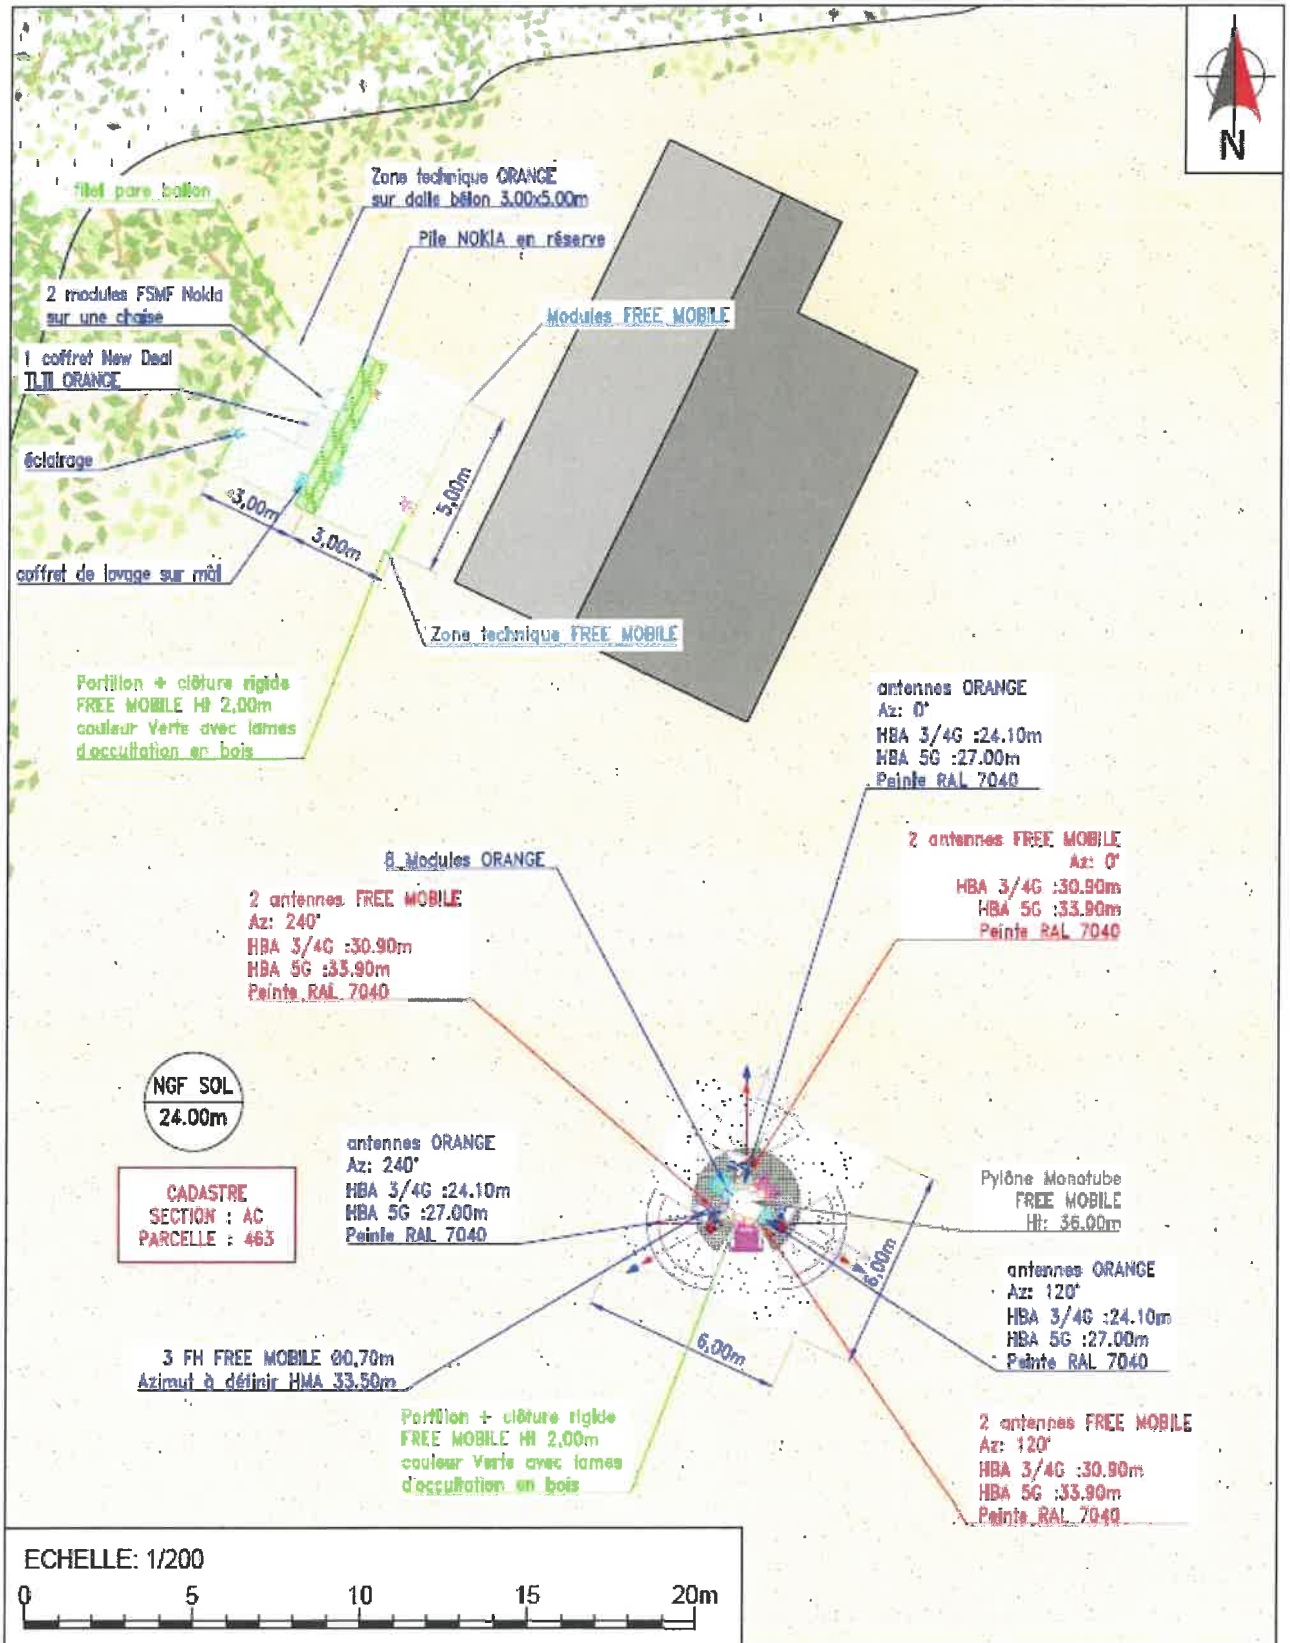 N
filet pare ballon
Zone technique ORANGE
sur dalle béton 3.00x5.00m
Pile NOKIA en réserve
2 modules FSMF Nokia
sur une chaise
Modules FREE MOBILE
1 coffret New Deal
ORANGE
éclairage
3,00m
3,00m
5,00m
coffret de lovage sur mât
Zone technique FREE MOBILE
Portillon + clôture rigide
FREE MOBILE Ht 2,00m
couleur Verte avec lames
d'occultation en bois
antennes ORANGE
Az: 0°
HBA 3/4G :24.10m
HBA 5G :27.00m
Peinte RAL 7040
2 antennes FREE MOBILE
Az: 0°
HBA 3/4G :30.90m
HBA 5G :33.90m
Peinte RAL 7040
8 Modules ORANGE
2 antennes FREE MOBILE
Az: 240°
HBA 3/4G :30.90m
HBA 5G :33.90m
Peinte RAL 7040
NGF SOL
24.00m
CADASTRE
SECTION : AC
PARCELLE : 463
antennes ORANGE
Az: 240°
HBA 3/4G :24.10m
HBA 5G :27.00m
Peinte RAL 7040
Pylône Monotube
FREE MOBILE
Ht: 36.00m
6,00m
6,00m
antennes ORANGE
Az: 120°
HBA 3/4G :24.10m
HBA 5G :27.00m
Peinte RAL 7040
3 FH FREE MOBILE Ø0,70m
Azimut à définir HMA 33.50m
Portillon + clôture rigide
FREE MOBILE Ht 2,00m
couleur Verte avec lames
d'occultation en bois
2 antennes FREE MOBILE
Az: 120°
HBA 3/4G :30.90m
HBA 5G :33.90m
Peinte RAL 7040
ECHELLE: 1/200
0 5 10 15 20m